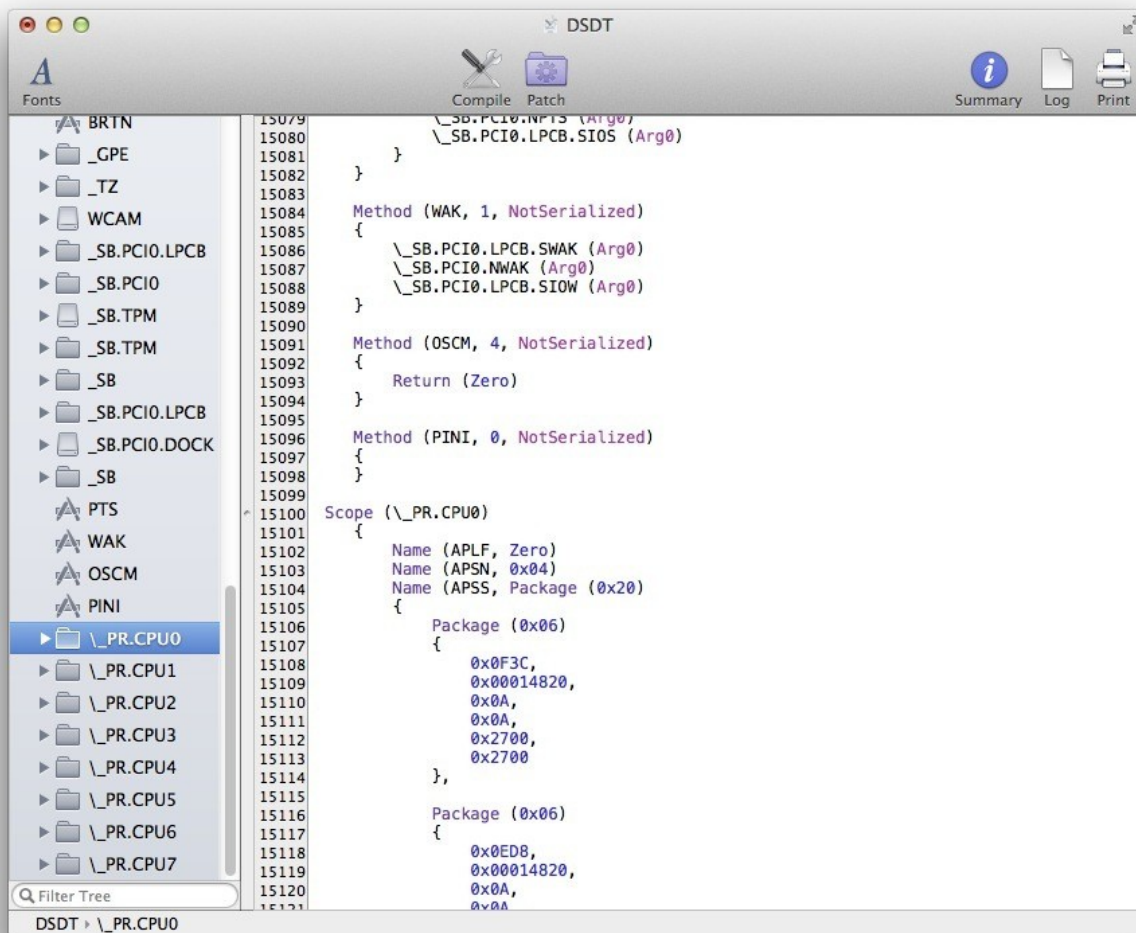 DSDT
Fonts
Compile Patch
Summary Log Print
BRTN
_GPE
_TZ
WCAM
_SB.PCI0.LPCB
_SB.PCI0
_SB.TPM
_SB.TPM
_SB
_SB.PCI0.LPCB
_SB.PCI0.DOCK
_SB
PTS
WAK
OSCM
PINI
\_PR.CPU0
\_PR.CPU1
\_PR.CPU2
\_PR.CPU3
\_PR.CPU4
\_PR.CPU5
\_PR.CPU6
\_PR.CPU7
Filter Tree
15079 \_SB.PCI0.NPTS (Arg0)
15080 \_SB.PCI0.LPCB.SIOS (Arg0)
15081 }
15082 }
15083
15084 Method (WAK, 1, NotSerialized)
15085 {
15086 \_SB.PCI0.LPCB.SWAK (Arg0)
15087 \_SB.PCI0.NWAK (Arg0)
15088 \_SB.PCI0.LPCB.SIOW (Arg0)
15089 }
15090
15091 Method (OSCM, 4, NotSerialized)
15092 {
15093 Return (Zero)
15094 }
15095
15096 Method (PINI, 0, NotSerialized)
15097 {
15098 }
15099
15100 Scope (\_PR.CPU0)
15101 {
15102 Name (APLF, Zero)
15103 Name (APSN, 0x04)
15104 Name (APSS, Package (0x20)
15105 {
15106 Package (0x06)
15107 {
15108 0x0F3C,
15109 0x00014820,
15110 0x0A,
15111 0x0A,
15112 0x2700,
15113 0x2700
15114 },
15115
15116 Package (0x06)
15117 {
15118 0x0ED8,
15119 0x00014820,
15120 0x0A,
15121 0x0A
DSDT ▸ \_PR.CPU0